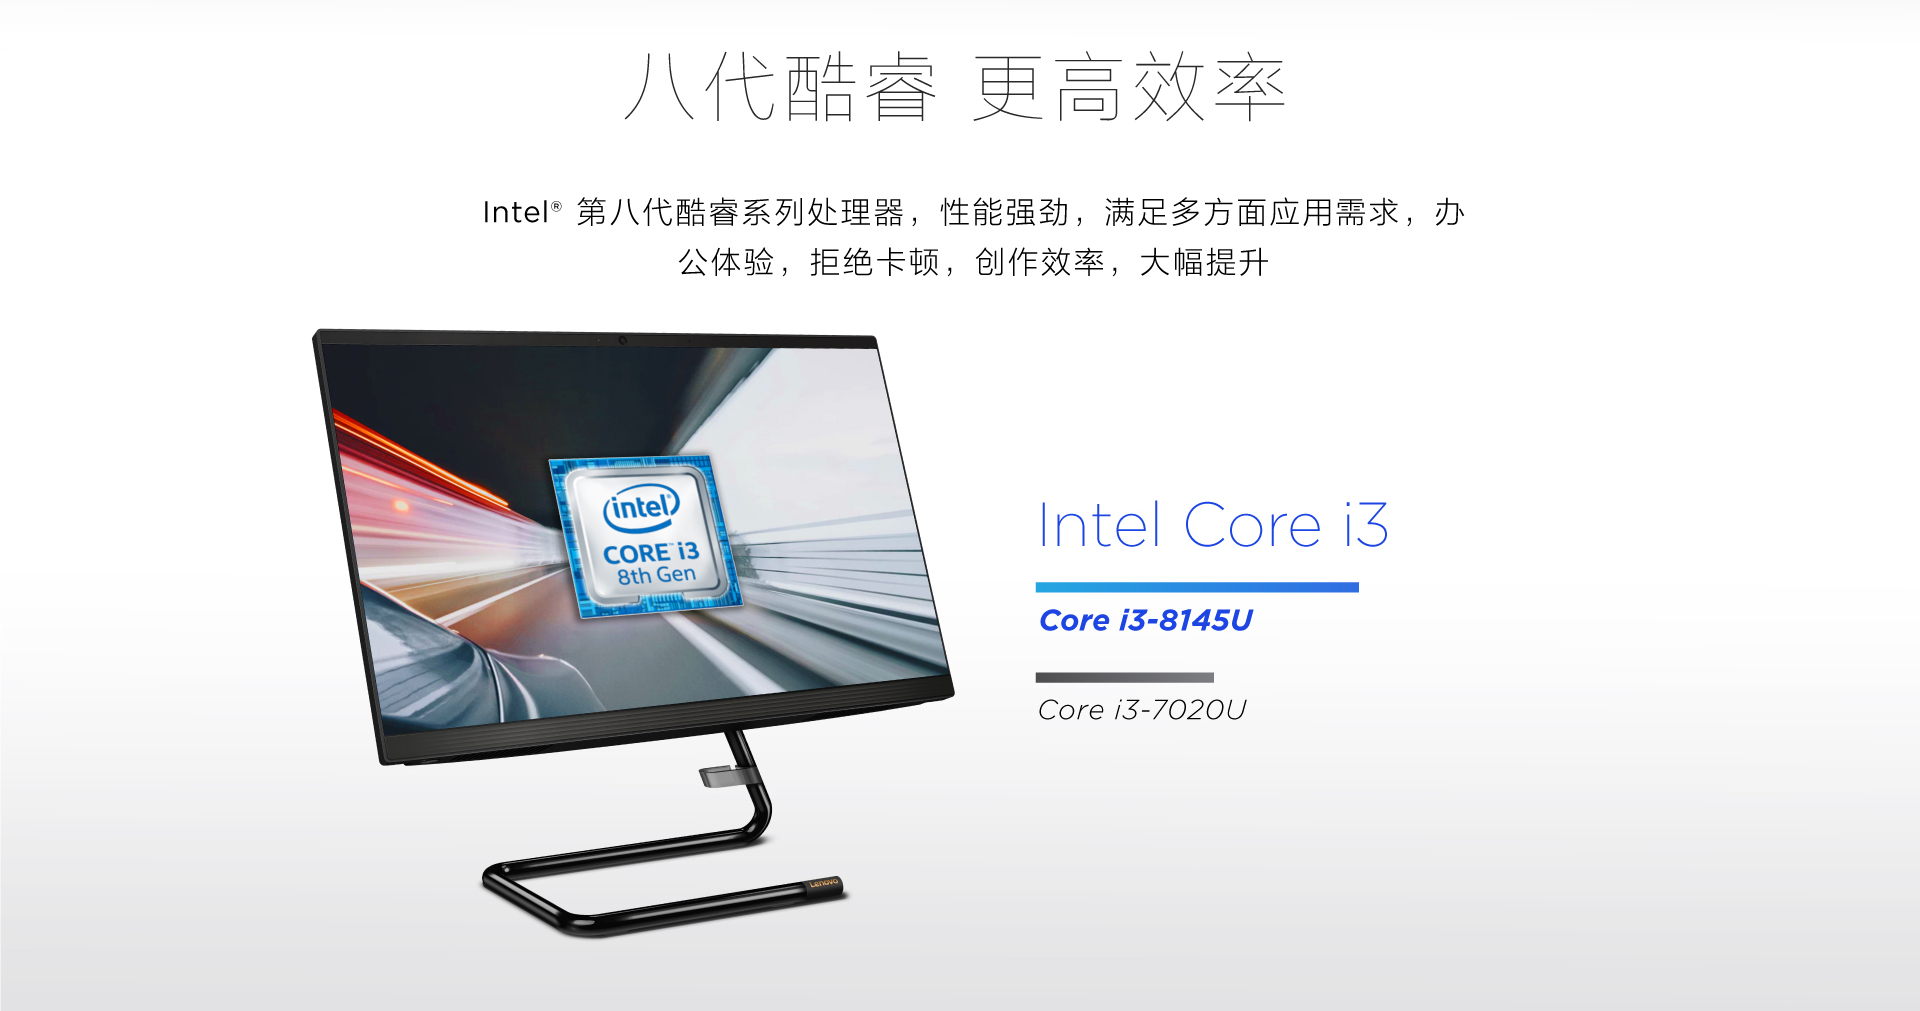 八代酷睿 更高效率
Intel® 第八代酷睿系列处理器，性能强劲，满足多方面应用需求，办
公体验，拒绝卡顿，创作效率，大幅提升
intel®
CORE™ i3
8th Gen
Intel Core i3
Core i3-8145U
Core i3-7020U
Lenovo